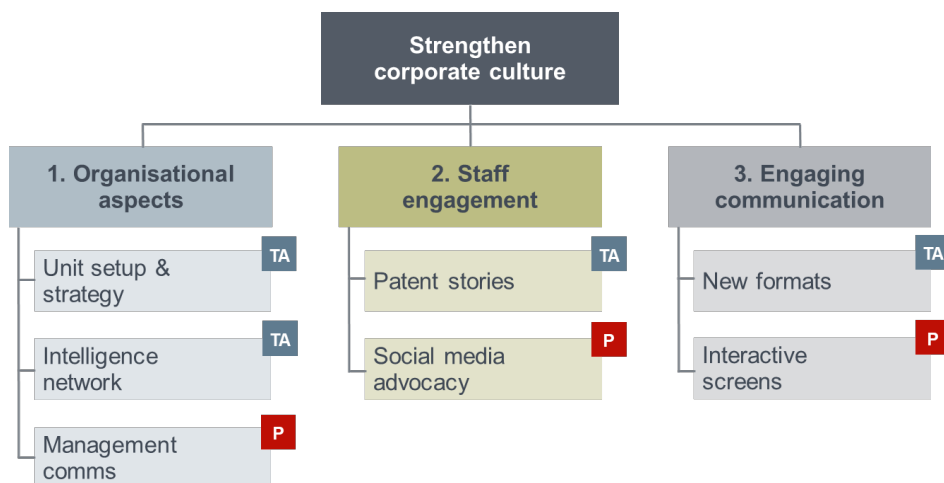 Strengthen
corporate culture
1. Organisational
aspects
2. Staff
engagement
3. Engaging
communication
TA
Unit setup &
strategy
TA
Intelligence
network
P
Management
comms
TA
Patent stories
P
Social media
advocacy
TA
New formats
P
Interactive
screens